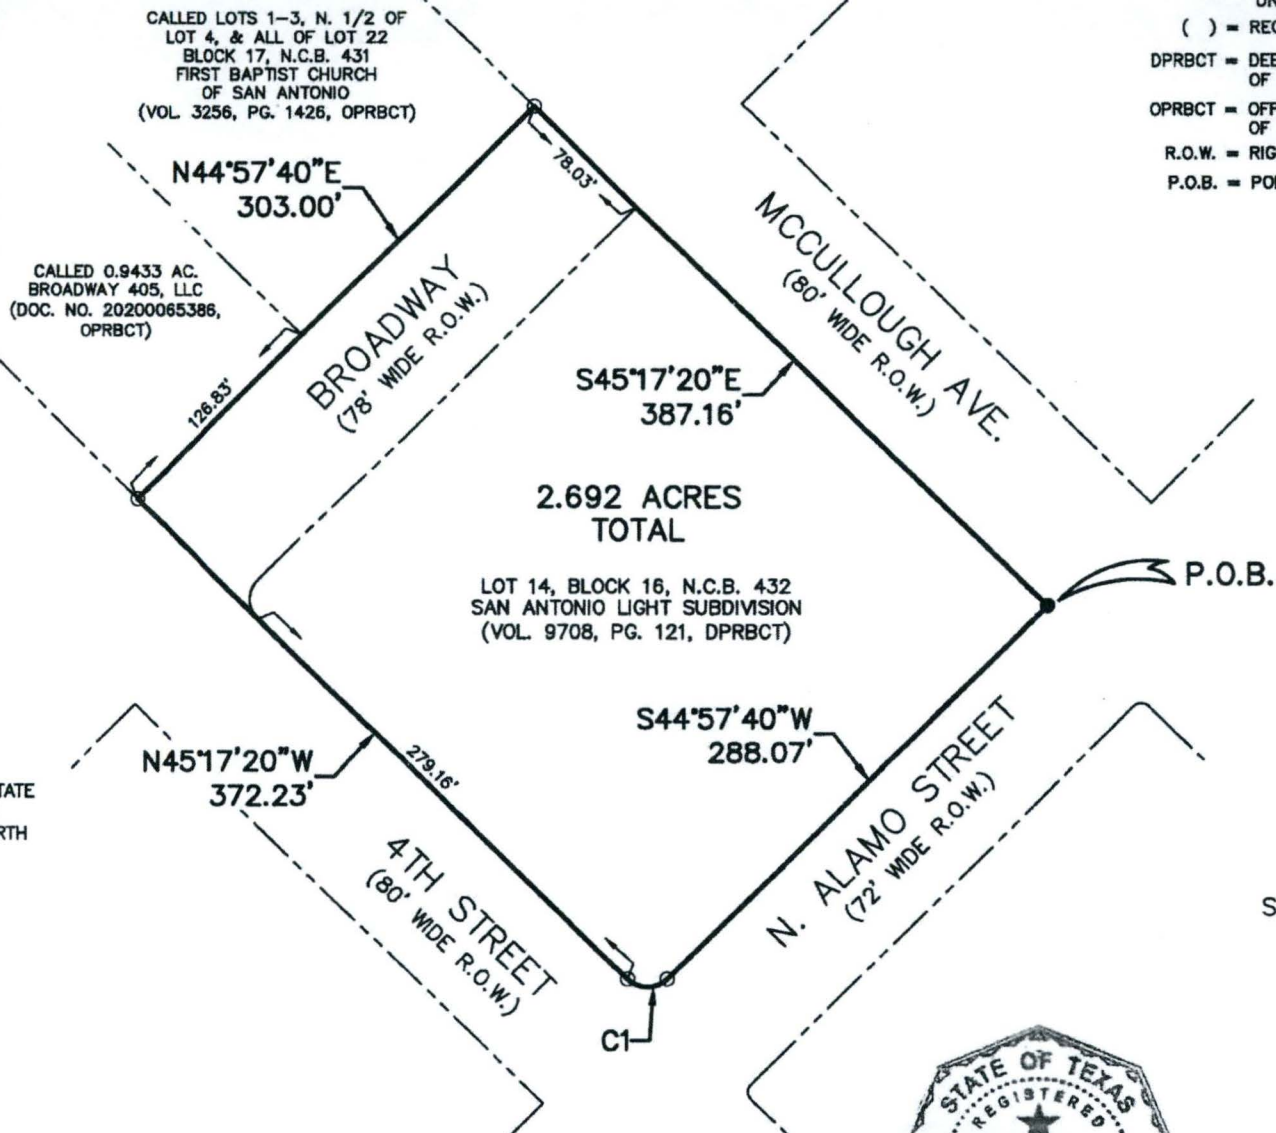 CALLED LOTS 1-3, N. 1/2 OF
LOT 4, & ALL OF LOT 22
BLOCK 17, N.C.B. 431
FIRST BAPTIST CHURCH
OF SAN ANTONIO
(VOL. 3256, PG. 1426, OPRBCT)
( ) =
DPRBCT =
OF
OPRBCT =
OF
R.O.W. =
P.O.B. =
N44°57'40"E
303.00'
78.03'
CALLED 0.9433 AC.
BROADWAY 405, LLC
(DOC. NO. 20200065386,
OPRBCT)
126.83'
BROADWAY
(78' WIDE R.O.W.)
MCCULLOUGH AVE.
(80' WIDE R.O.W.)
S45°17'20"E
387.16'
2.692 ACRES
TOTAL
LOT 14, BLOCK 16, N.C.B. 432
SAN ANTONIO LIGHT SUBDIVISION
(VOL. 9708, PG. 121, DPRBCT)
P.O.B.
S44°57'40"W
288.07'
N45°17'20"W
372.23'
279.16'
4TH STREET
(80' WIDE R.O.W.)
N. ALAMO STREET
(72' WIDE R.O.W.)
C1
STATE OF TEXAS
REGISTERED